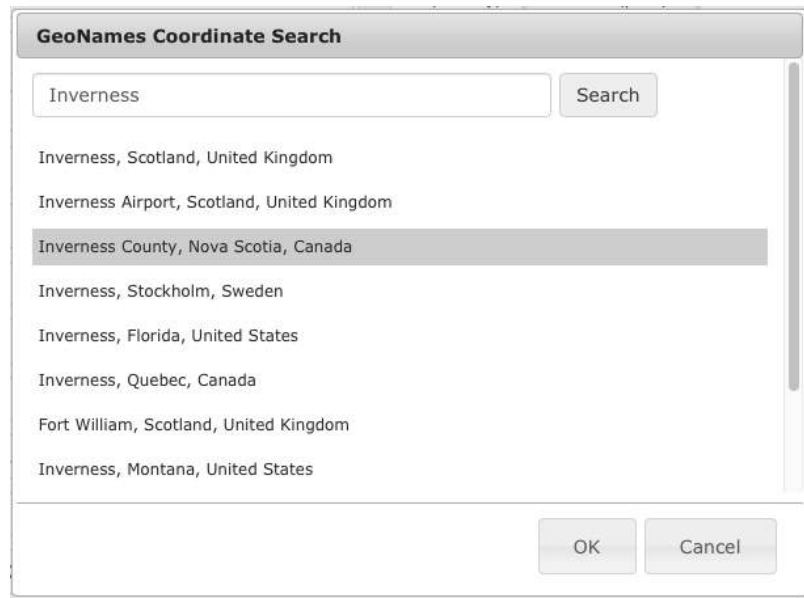 GeoNames Coordinate Search
Inverness
Search
Inverness, Scotland, United Kingdom
Inverness Airport, Scotland, United Kingdom
Inverness County, Nova Scotia, Canada
Inverness, Stockholm, Sweden
Inverness, Florida, United States
Inverness, Quebec, Canada
Fort William, Scotland, United Kingdom
Inverness, Montana, United States
OK
Cancel